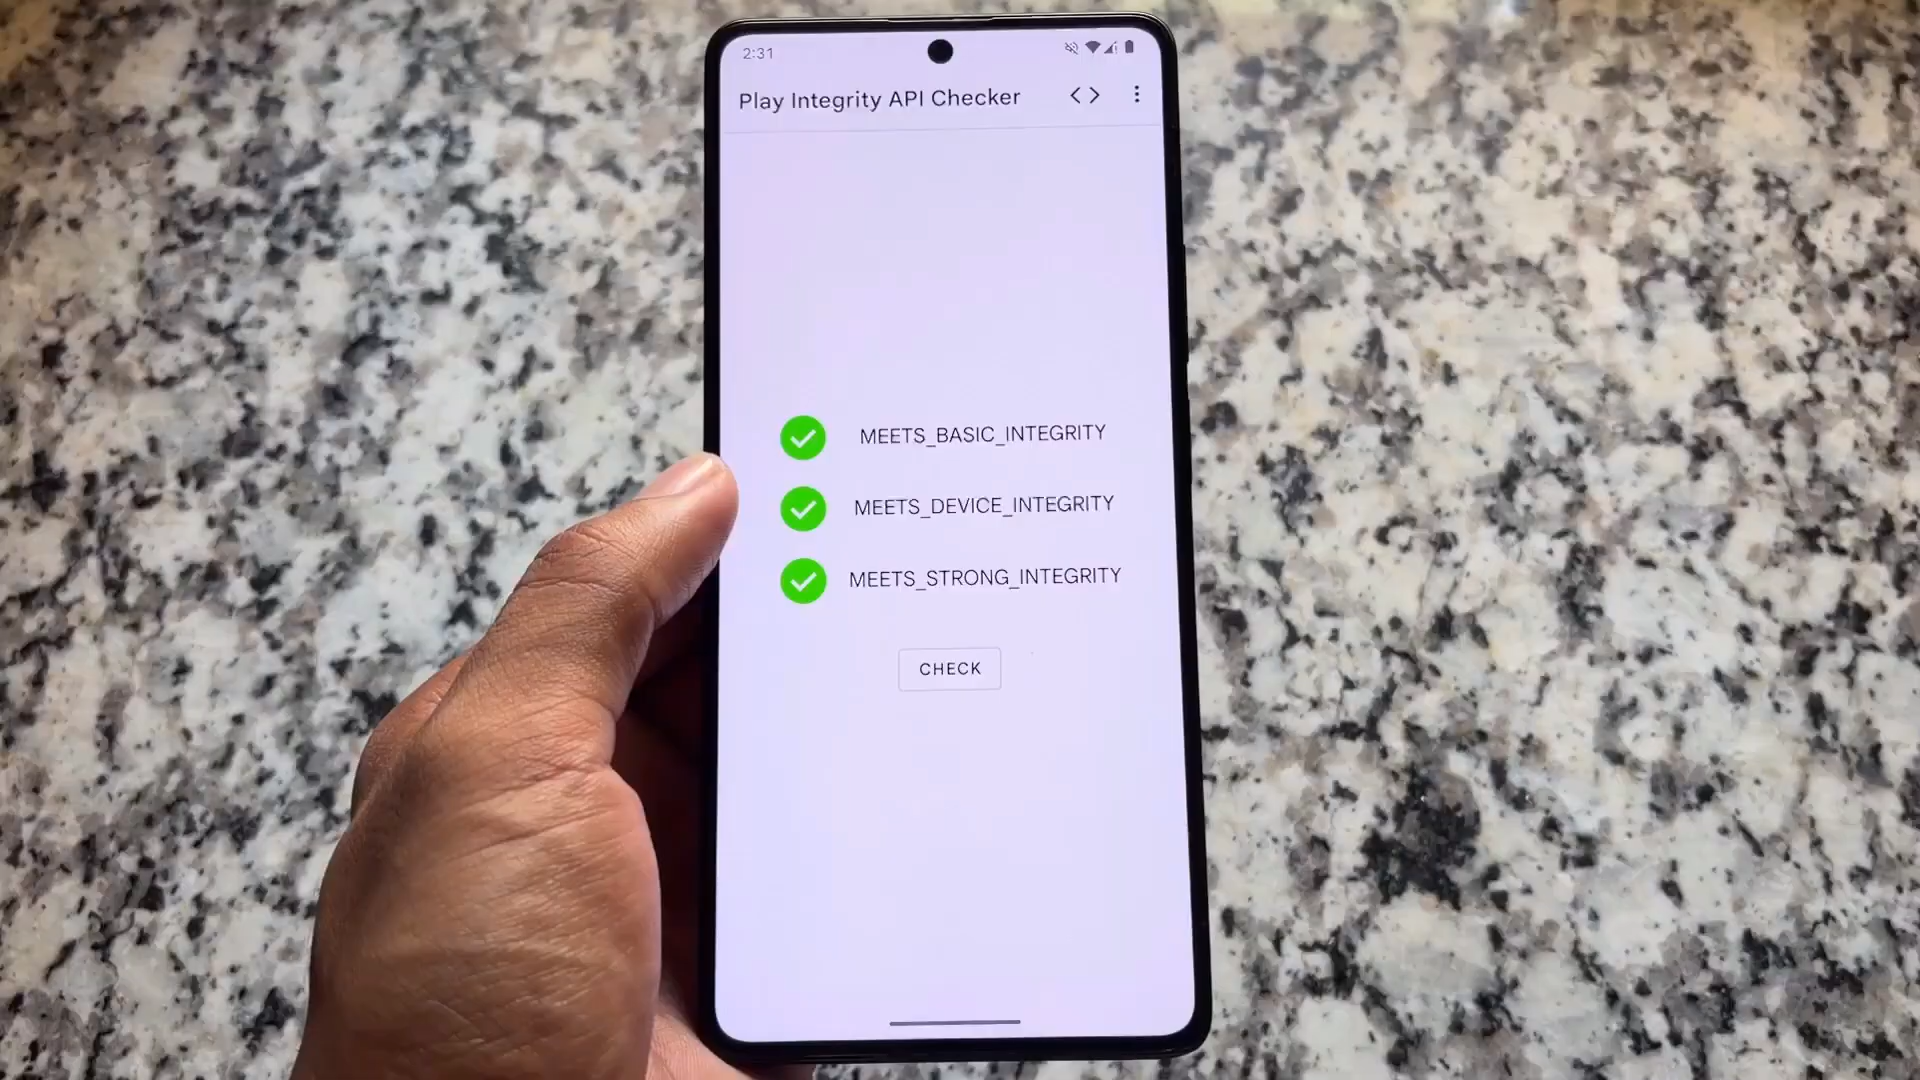 2:31
Play Integrity API Checker
MEETS_BASIC_INTEGRITY
MEETS_DEVICE_INTEGRITY
MEETS_STRONG_INTEGRITY
CHECK